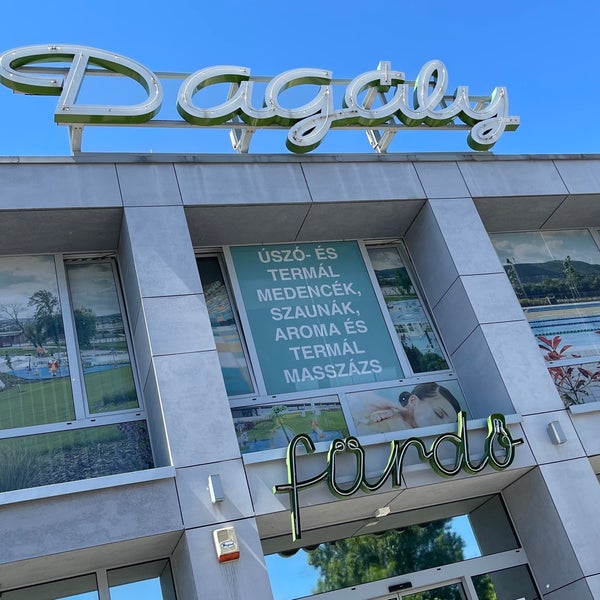 Dagály
ÚSZÓ- ÉS
TERMÁL
MEDENCÉK,
SZAUNÁK,
AROMA ÉS
TERMÁL
MASSZÁZS
fürdő